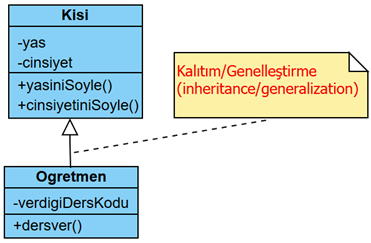 Kisi
-yas
-cinsiyet
+yasiniSoyle()
+cinsiyetiniSoyle()
Kalıtım/Genelleştirme
(inheritance/generalization)
Ogretmen
-verdigiDersKodu
+dersver()